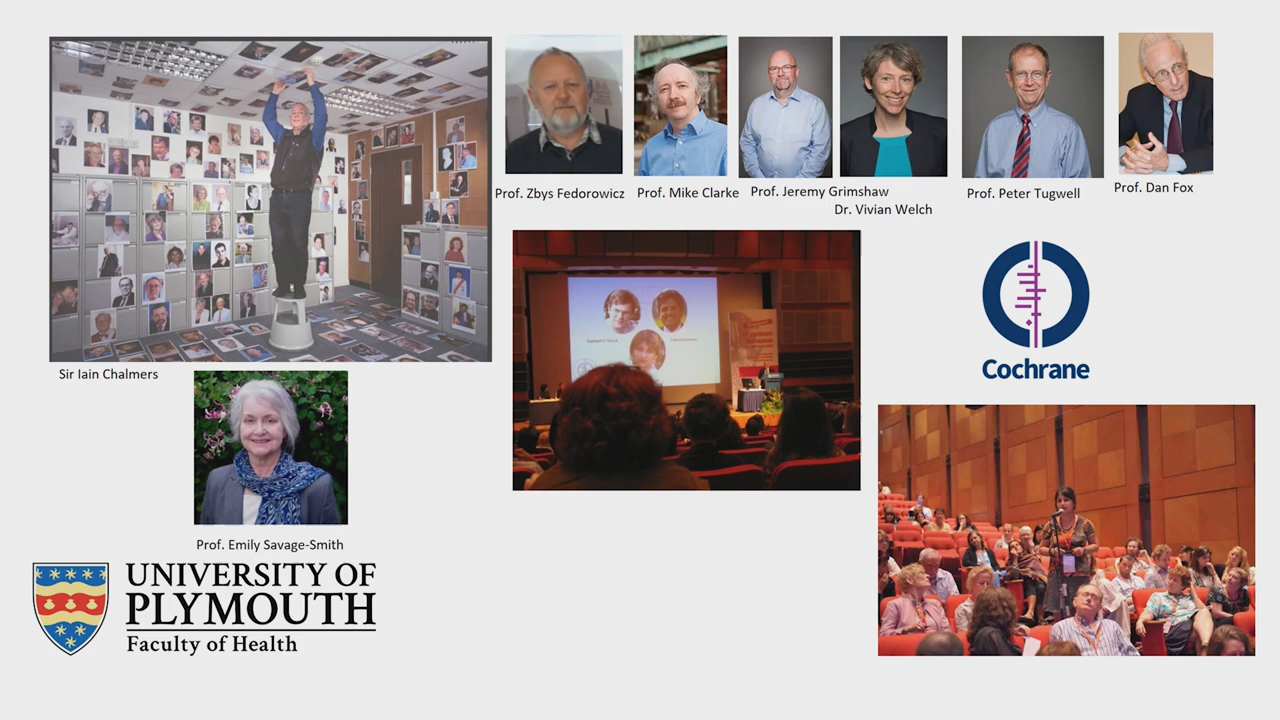 Prof. Zbys Fedorowicz
Prof. Mike Clarke
Prof. Jeremy Grimshaw
Dr. Vivian Welch
Prof. Peter Tugwell
Prof. Dan Fox
Sir Iain Chalmers
Cochrane
Prof. Emily Savage-Smith
UNIVERSITY OF
PLYMOUTH
Faculty of Health